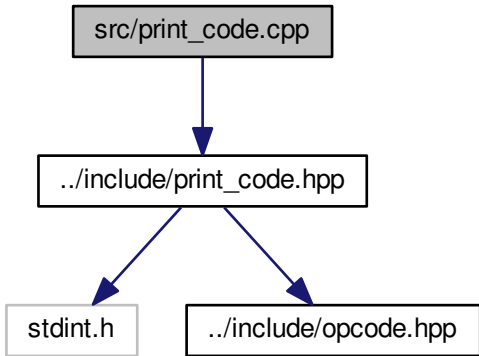 src/print_code.cpp
../include/print_code.hpp
stdint.h
../include/opcode.hpp